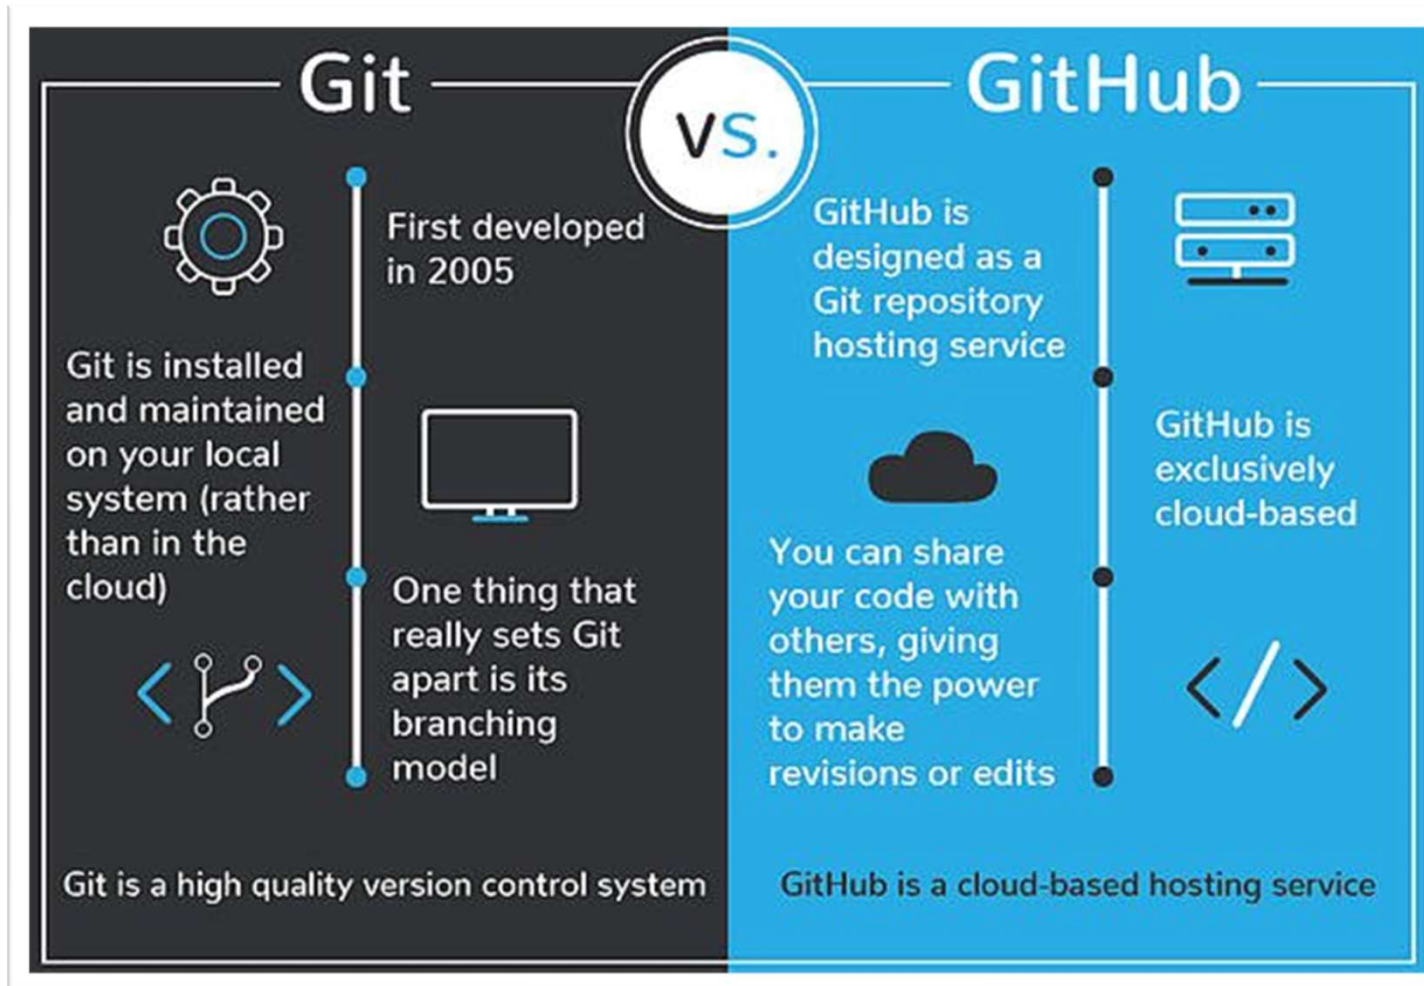 Git
vs.
GitHub
First developed
in 2005
Git is installed
and maintained
on your local
system (rather
than in the
cloud)
One thing that
really sets Git
apart is its
branching
model
Git is a high quality version control system
GitHub is
designed as a
Git repository
hosting service
GitHub is
exclusively
cloud-based
You can share
your code with
others, giving
them the power
to make
revisions or edits
GitHub is a cloud-based hosting service